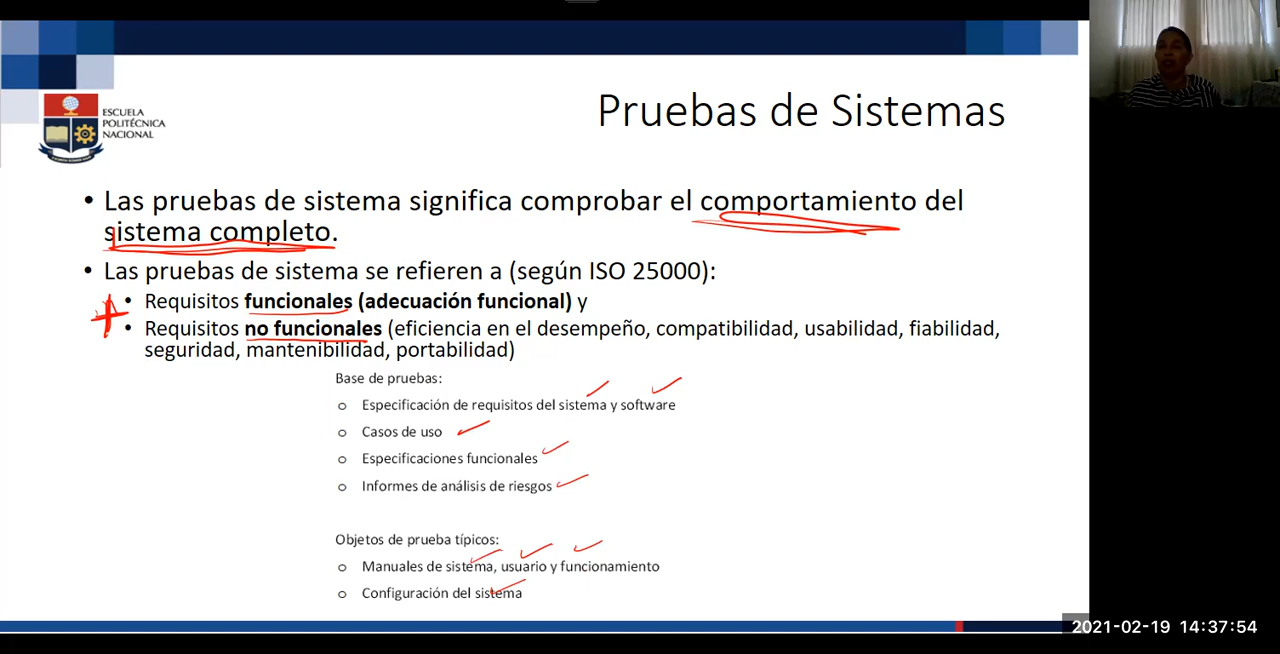 ESCUELA
POLITÉCNICA
NACIONAL
Pruebas de Sistemas
• Las pruebas de sistema significa comprobar el comportamiento del
sistema completo.
• Las pruebas de sistema se refieren a (según ISO 25000):
• Requisitos funcionales (adecuación funcional) y
• Requisitos no funcionales (eficiencia en el desempeño, compatibilidad, usabilidad, fiabilidad,
seguridad, mantenibilidad, portabilidad)
Base de pruebas:
o Especificación de requisitos del sistema y software
o Casos de uso
o Especificaciones funcionales
o Informes de análisis de riesgos
Objetos de prueba típicos:
o Manuales de sistema, usuario y funcionamiento
o Configuración del sistema
2021-02-19 14:37:54